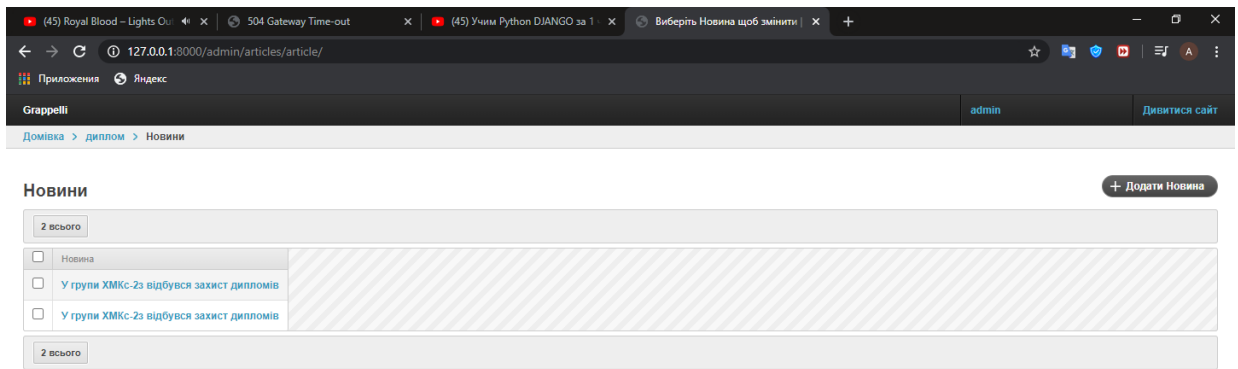 (45) Royal Blood – Lights Ou
504 Gateway Time-out
(45) Учим Python DJANGO за 1
Виберіть Новина щоб змінити |
127.0.0.1:8000/admin/articles/article/
A
Приложения
Яндекс
Grappelli
admin
Дивитися сайт
Домівка > диплом > Новини
Новини
+ Додати Новина
2 всього
Новина
У групи ХМКс-2з відбувся захист дипломів
У групи ХМКс-2з відбувся захист дипломів
2 всього